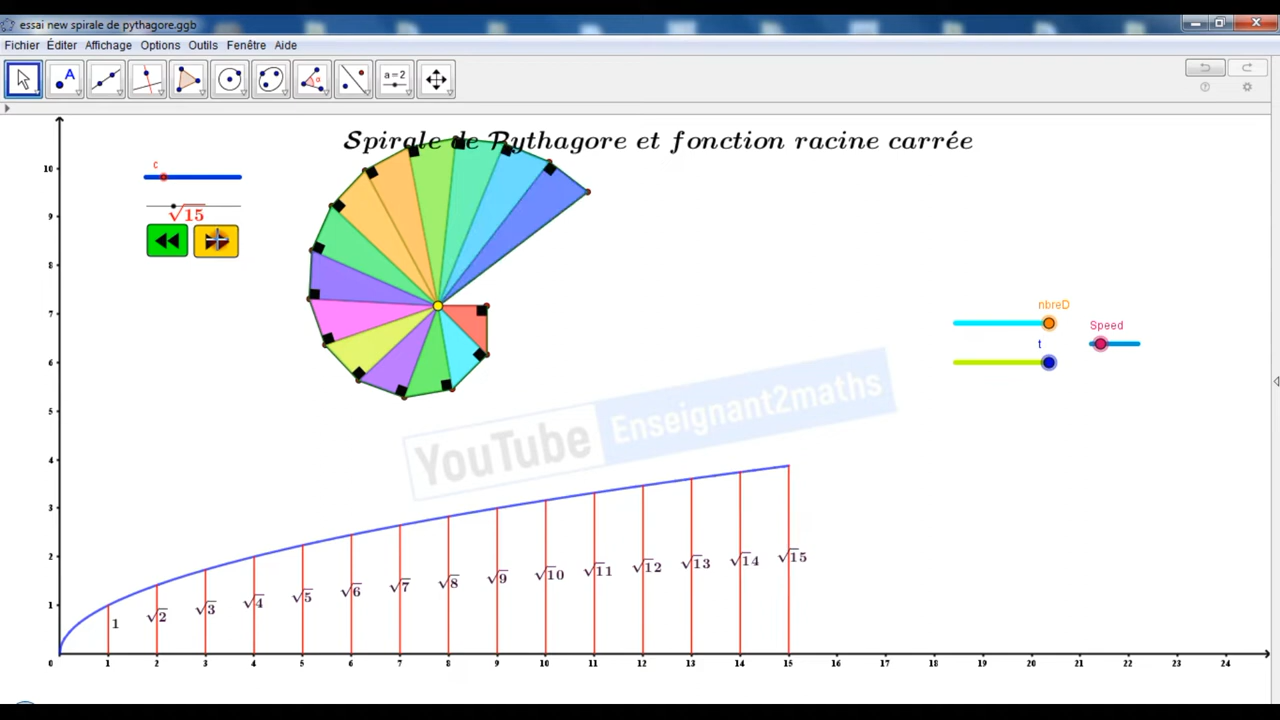 essai new spirale de pythagore.ggb
Fichier Éditer Affichage Options Outils Fenêtre Aide
A α a = 2
Spirale de Pythagore et fonction racine carrée
c
√15
nbreD
Speed
t
YouTube Enseignant2maths
10
9
8
7
6
5
4
3
2
1
1 √2 √3 √4 √5 √6 √7 √8 √9 √10 √11 √12 √13 √14 √15
0 1 2 3 4 5 6 7 8 9 10 11 12 13 14 15 16 17 18 19 20 21 22 23 24